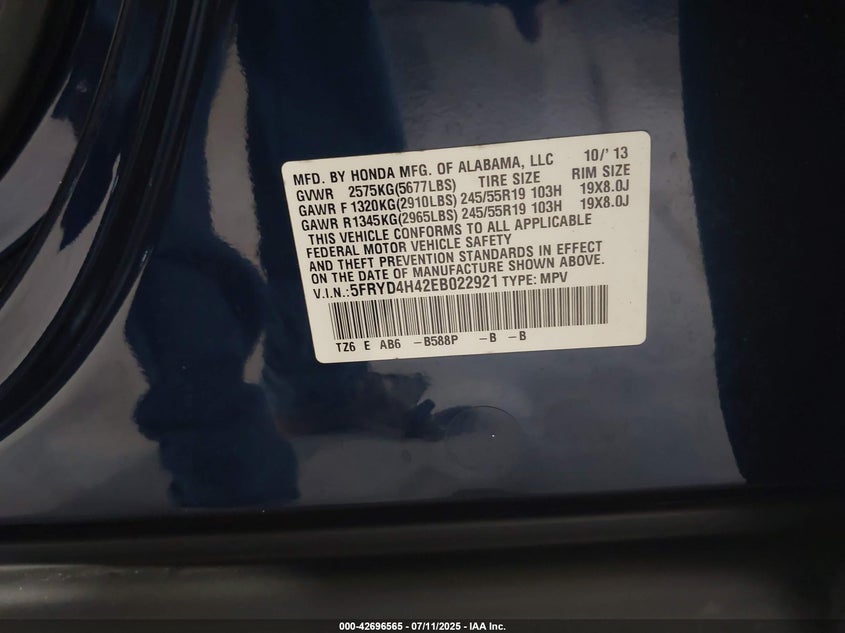 MFD. BY HONDA MFG. OF ALABAMA, LLC 10/'13
GVWR 2575KG(5677LBS) TIRE SIZE RIM SIZE
GAWR F 1320KG(2910LBS) 245/55R19 103H 19X8.0J
GAWR R1345KG(2965LBS) 245/55R19 103H 19X8.0J
THIS VEHICLE CONFORMS TO ALL APPLICABLE
FEDERAL MOTOR VEHICLE SAFETY
AND THEFT PREVENTION STANDARDS IN EFFECT
ON THE DATE OF MANUFACTURE SHOWN ABOVE.
V.I.N.:5FRYD4H42EB022921 TYPE: MPV
TZ6 E AB6 -B588P -B -B
000-42696565 - 07/11/2025 - IAA Inc.